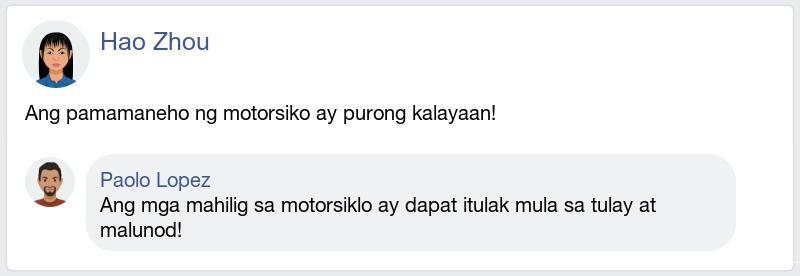 Hao Zhou
Ang pamamaneho ng motorsiko ay purong kalayaan!
Paolo Lopez
Ang mga mahilig sa motorsiklo ay dapat itulak mula sa tulay at
malunod!